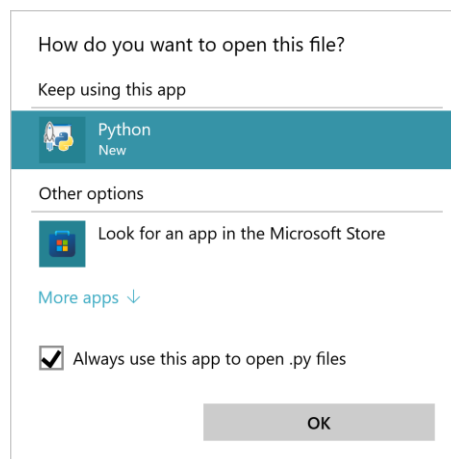 How do you want to open this file?
Keep using this app
Python
New
Other options
Look for an app in the Microsoft Store
More apps ↓
Always use this app to open .py files
OK